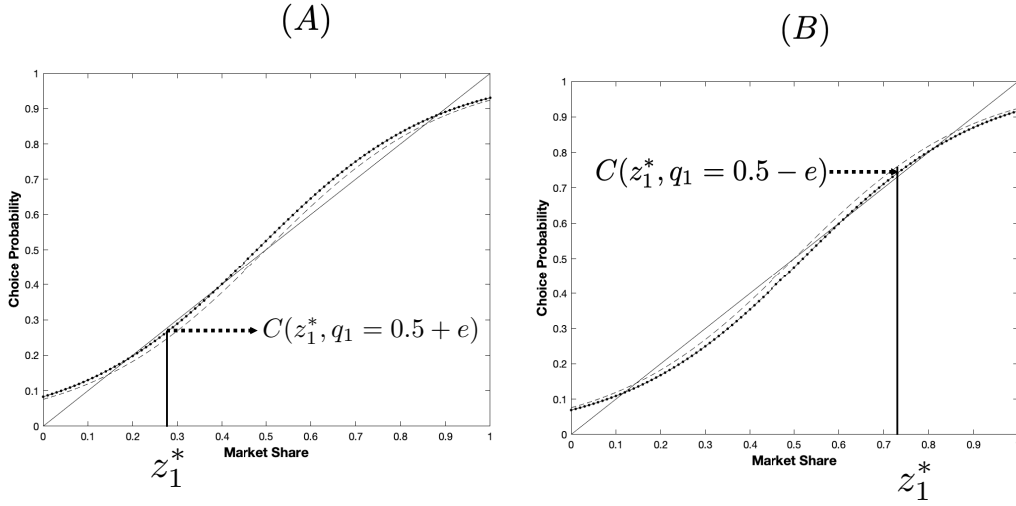 (A)
1
0.9
0.8
0.7
0.6
0.5
0.4
0.3
0.2
0.1
0
Choice Probability
C(z₁*, q₁ = 0.5 + e)
0 0.1 0.2 0.3 0.4 0.5 0.6 0.7 0.8 0.9 1
Market Share
z₁*
(B)
1
0.9
0.8
0.7
0.6
0.5
0.4
0.3
0.2
0.1
0
Choice Probability
C(z₁*, q₁ = 0.5 − e)
0 0.1 0.2 0.3 0.4 0.5 0.6 0.7 0.8 0.9
Market Share
z₁*